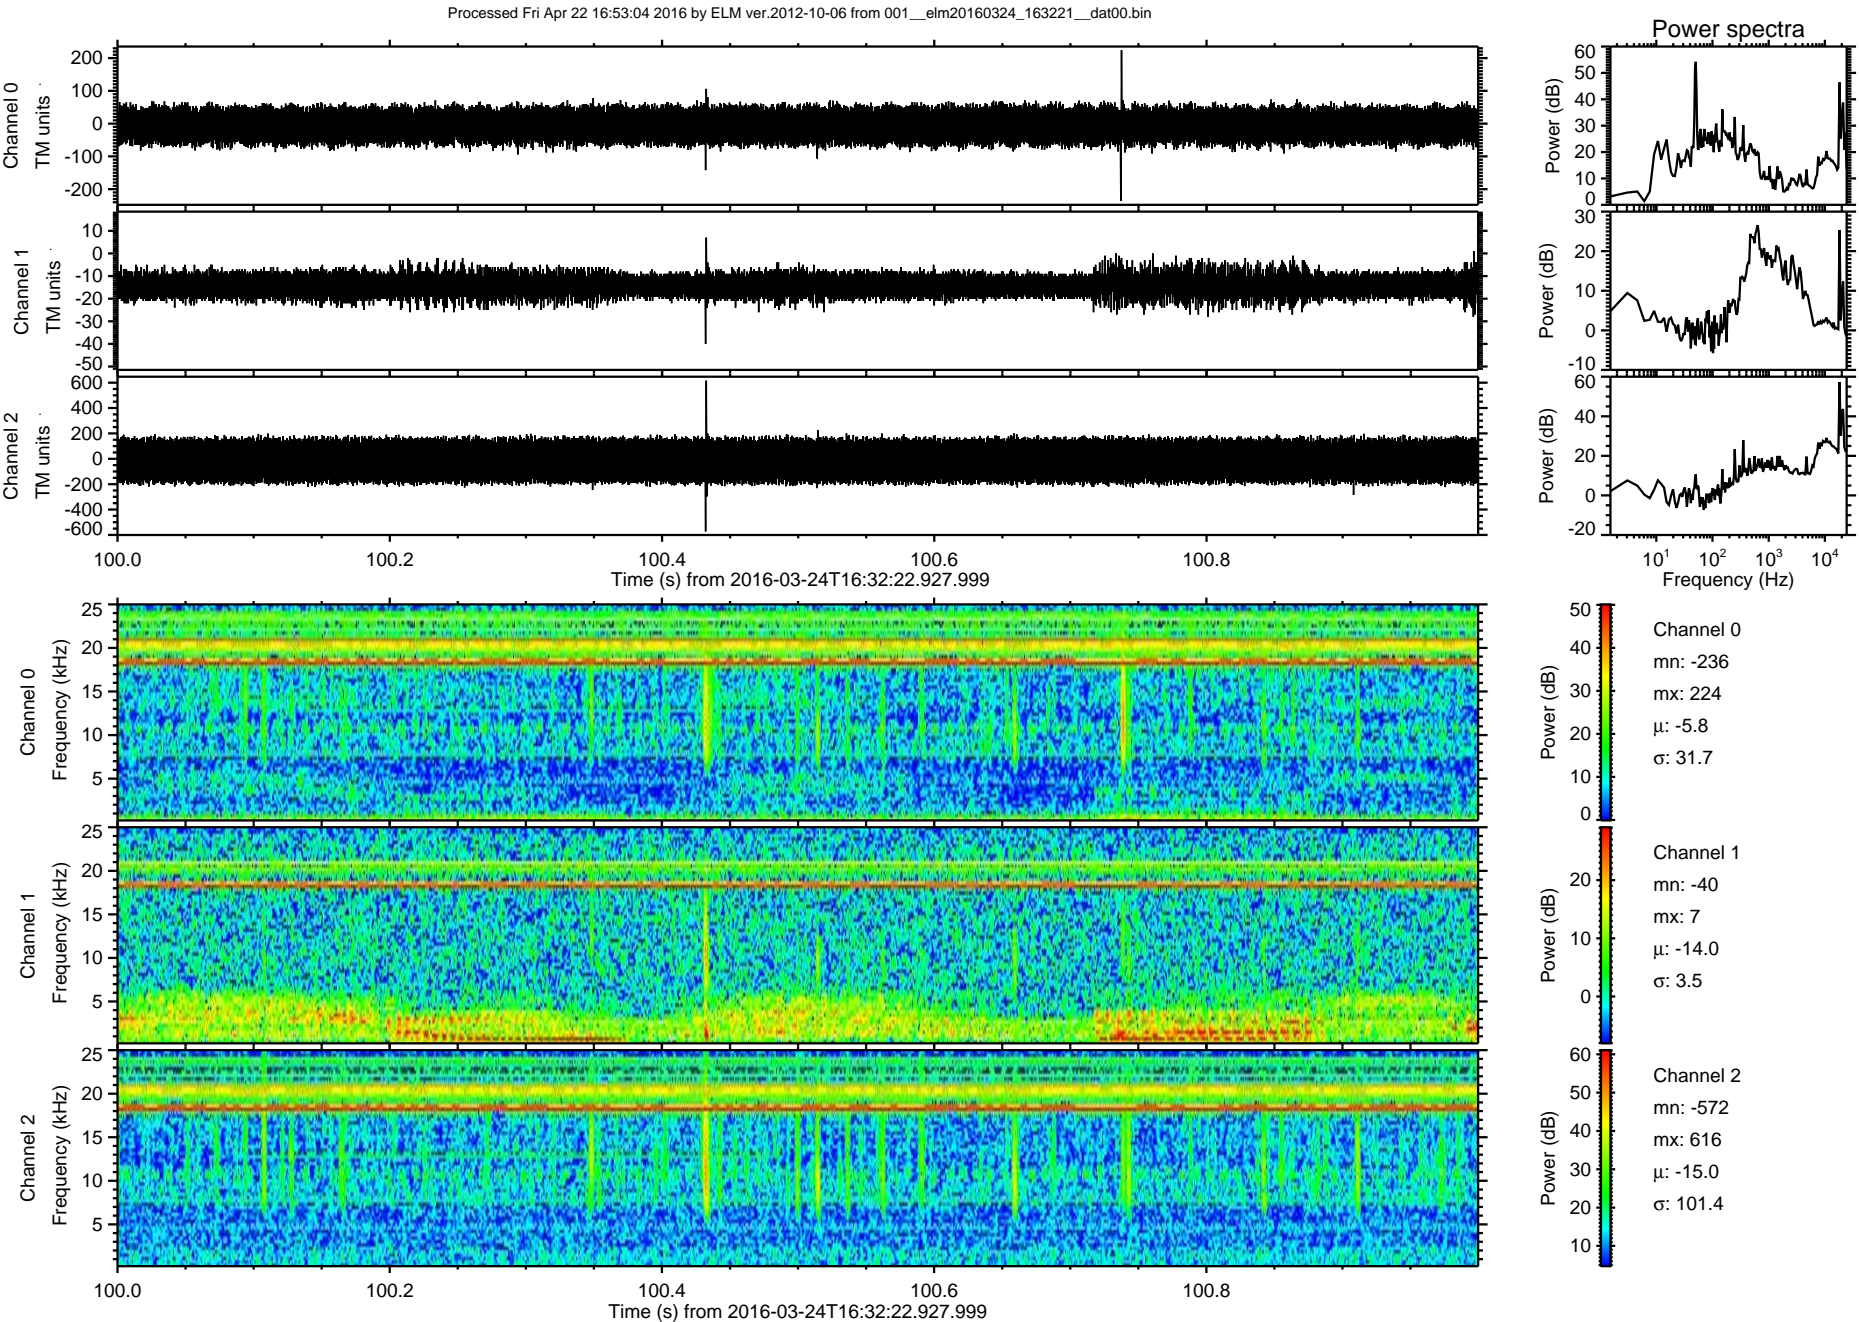 Processed Fri Apr 22 16:53:04 2016 by ELM ver.2012-10-06 from 001__elm20160324_163221__dat00.bin
Power spectra
Channel 0
TM units
200
100
0
-100
-200
Power (dB)
60
50
40
30
20
10
0
Channel 1
TM units
10
0
-10
-20
-30
-40
-50
Power (dB)
30
20
10
0
-10
Channel 2
TM units
600
400
200
0
-200
-400
-600
Power (dB)
60
40
20
0
-20
100.0 100.2 100.4 100.6 100.8
Time (s) from 2016-03-24T16:32:22.927.999
10^1 10^2 10^3 10^4
Frequency (Hz)
Channel 0
Frequency (kHz)
25
20
15
10
5
Power (dB)
50
40
30
20
10
0
Channel 0
mn: -236
mx: 224
μ: -5.8
σ: 31.7
Channel 1
Frequency (kHz)
25
20
15
10
5
Power (dB)
20
10
0
Channel 1
mn: -40
mx: 7
μ: -14.0
σ: 3.5
Channel 2
Frequency (kHz)
25
20
15
10
5
Power (dB)
60
50
40
30
20
10
Channel 2
mn: -572
mx: 616
μ: -15.0
σ: 101.4
100.0 100.2 100.4 100.6 100.8
Time (s) from 2016-03-24T16:32:22.927.999